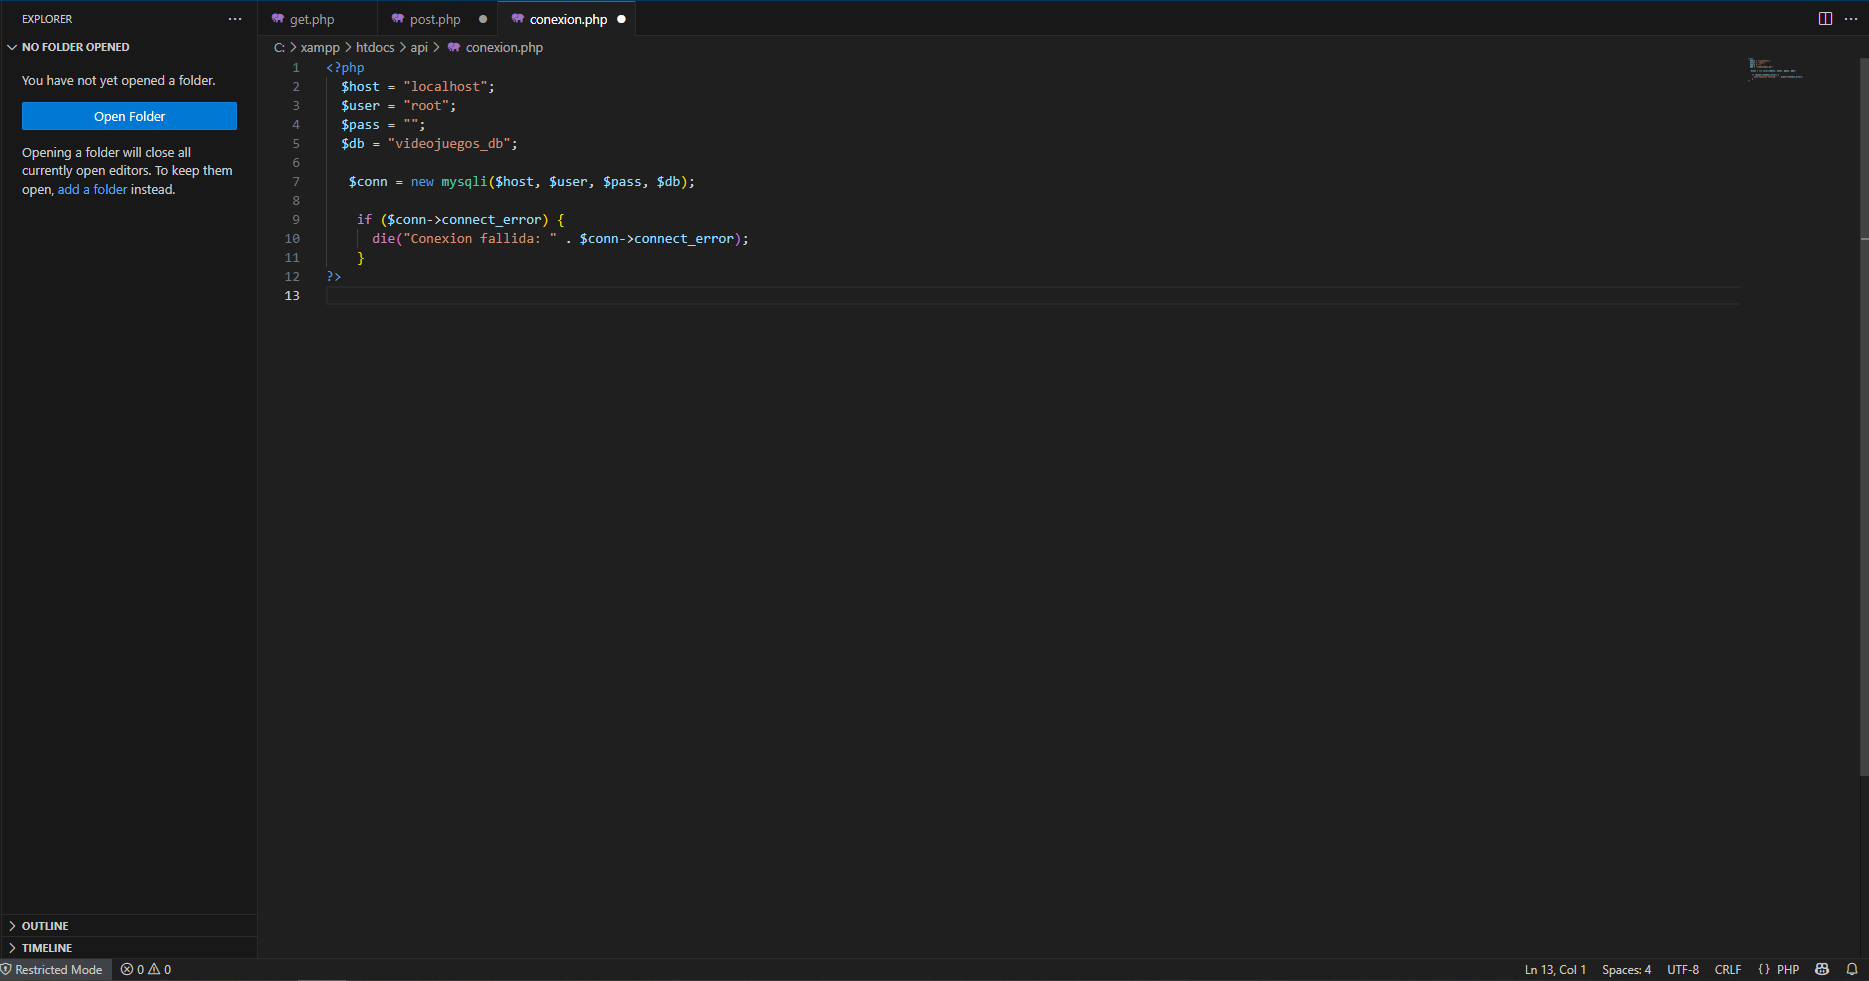 EXPLORER
NO FOLDER OPENED
You have not yet opened a folder.
Open Folder
Opening a folder will close all
currently open editors. To keep them
open, add a folder instead.
OUTLINE
TIMELINE
get.php
post.php
conexion.php
C: > xampp > htdocs > api > conexion.php
1 <?php
2 $host = "localhost";
3 $user = "root";
4 $pass = "";
5 $db = "videojuegos_db";
6
7 $conn = new mysqli($host, $user, $pass, $db);
8
9 if ($conn->connect_error) {
10 die("Conexion fallida: " . $conn->connect_error);
11 }
12 ?>
13
Restricted Mode 0 0
Ln 13, Col 1 Spaces: 4 UTF-8 CRLF {} PHP